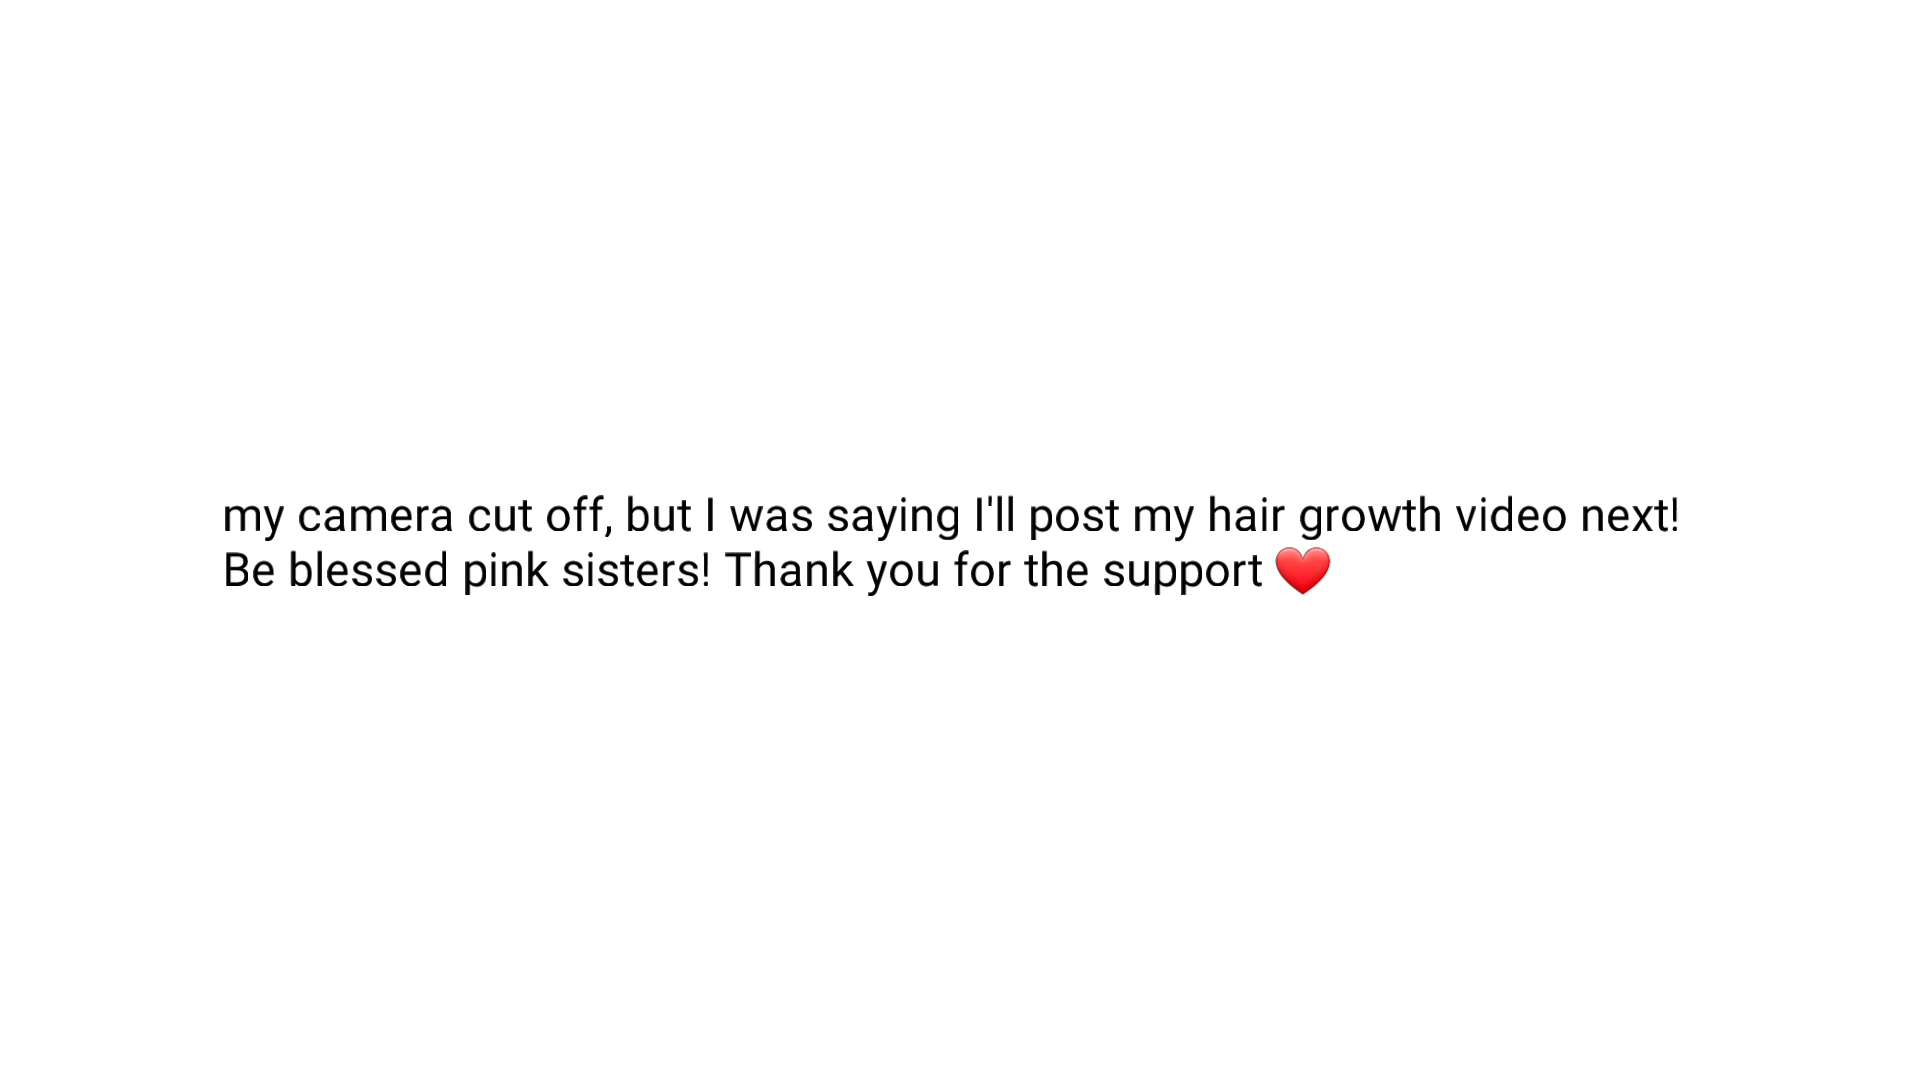 my camera cut off, but I was saying I'll post my hair growth video next!
Be blessed pink sisters! Thank you for the support ❤️